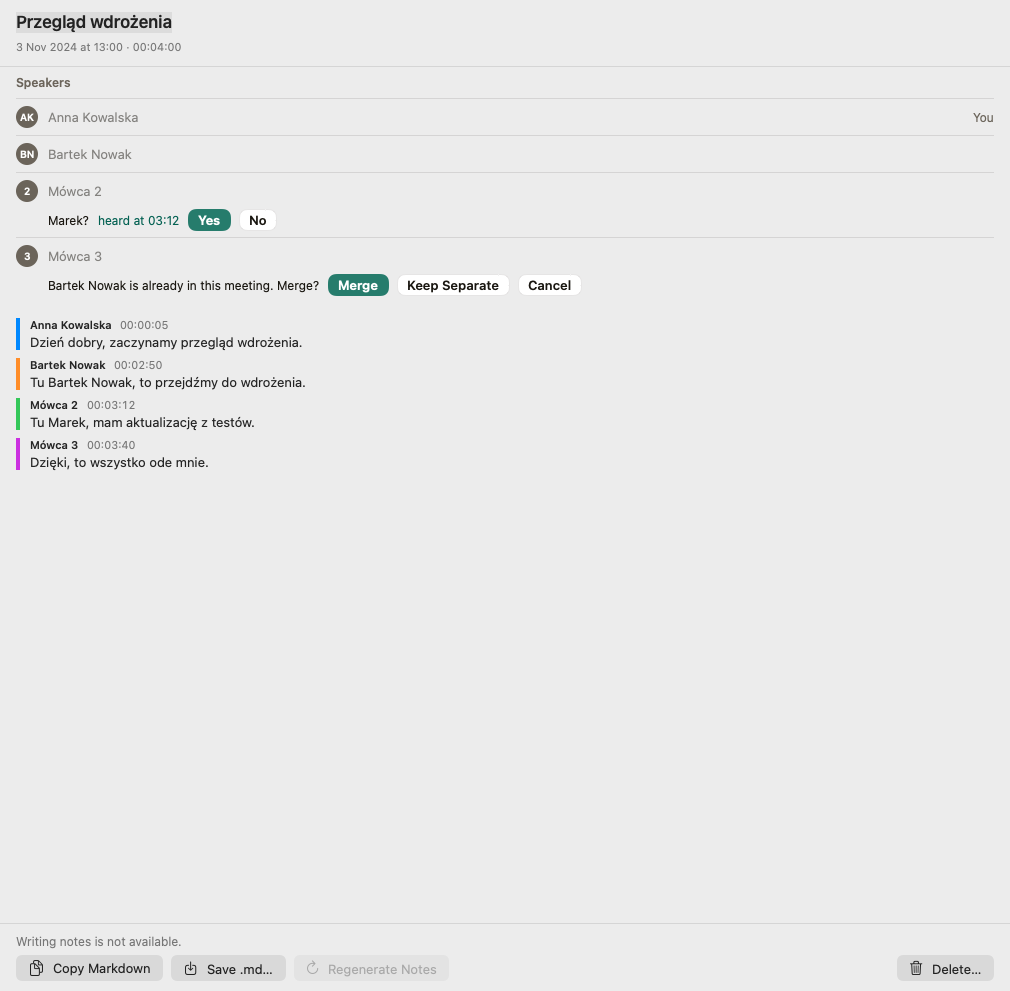 Przegląd wdrożenia
3 Nov 2024 at 13:00 · 00:04:00
Speakers
AK Anna Kowalska You
BN Bartek Nowak
2 Mówca 2
Marek? heard at 03:12 Yes No
3 Mówca 3
Bartek Nowak is already in this meeting. Merge? Merge Keep Separate Cancel
Anna Kowalska 00:00:05
Dzień dobry, zaczynamy przegląd wdrożenia.
Bartek Nowak 00:02:50
Tu Bartek Nowak, to przejdźmy do wdrożenia.
Mówca 2 00:03:12
Tu Marek, mam aktualizację z testów.
Mówca 3 00:03:40
Dzięki, to wszystko ode mnie.
Writing notes is not available.
Copy Markdown Save .md... Regenerate Notes Delete...